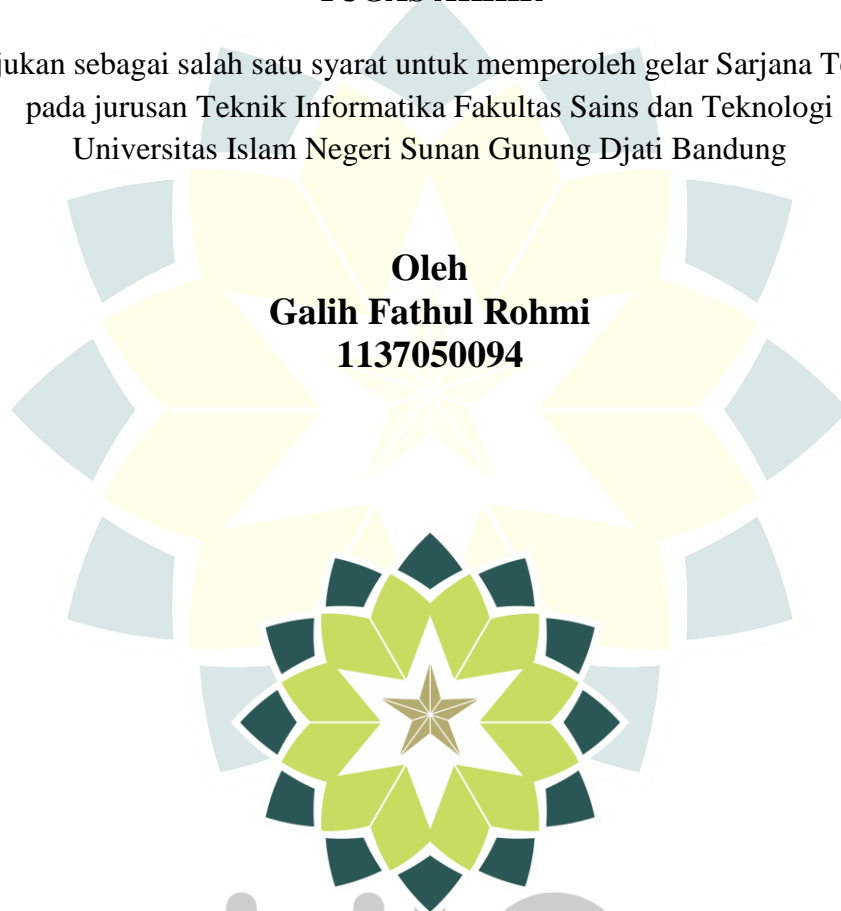 jukan sebagai salah satu syarat untuk memperoleh gelar Sarjana Te
pada jurusan Teknik Informatika Fakultas Sains dan Teknologi
Universitas Islam Negeri Sunan Gunung Djati Bandung
Oleh
Galih Fathul Rohmi
1137050094